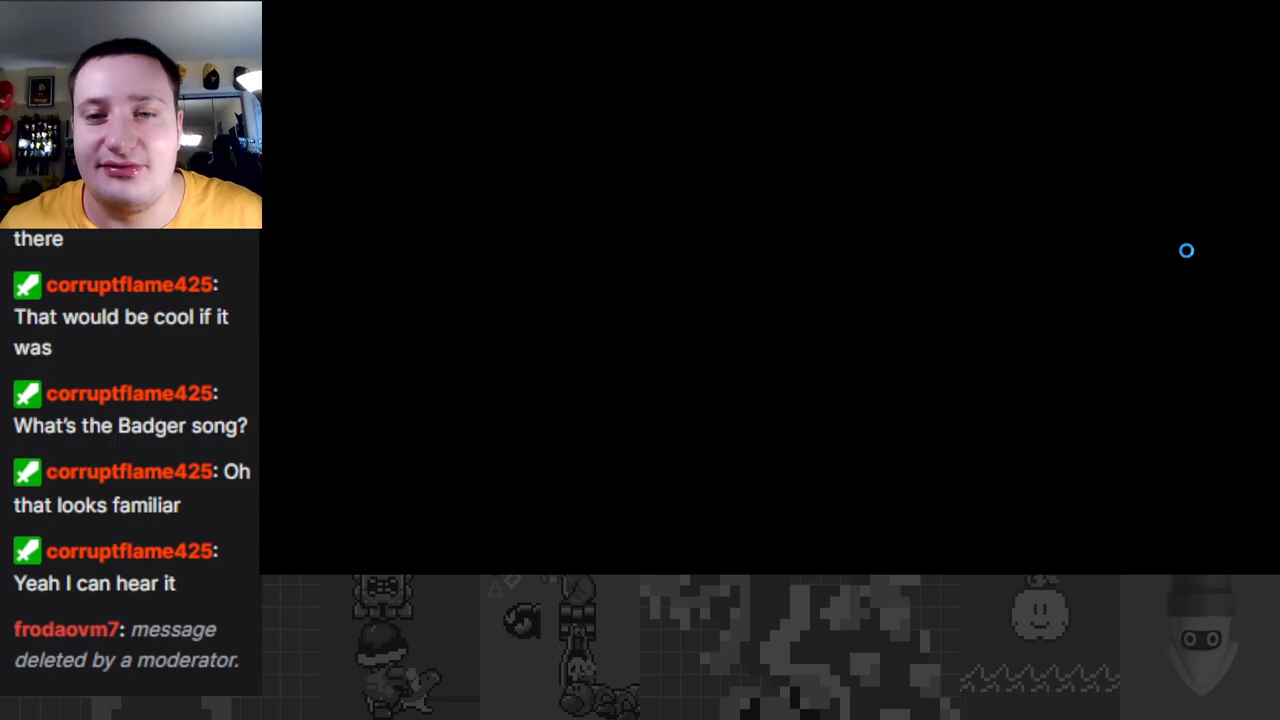 there
corruptflame425:
That would be cool if it
was
corruptflame425:
What's the Badger song?
corruptflame425: Oh
that looks familiar
corruptflame425:
Yeah I can hear it
frodaovm7: message
deleted by a moderator.